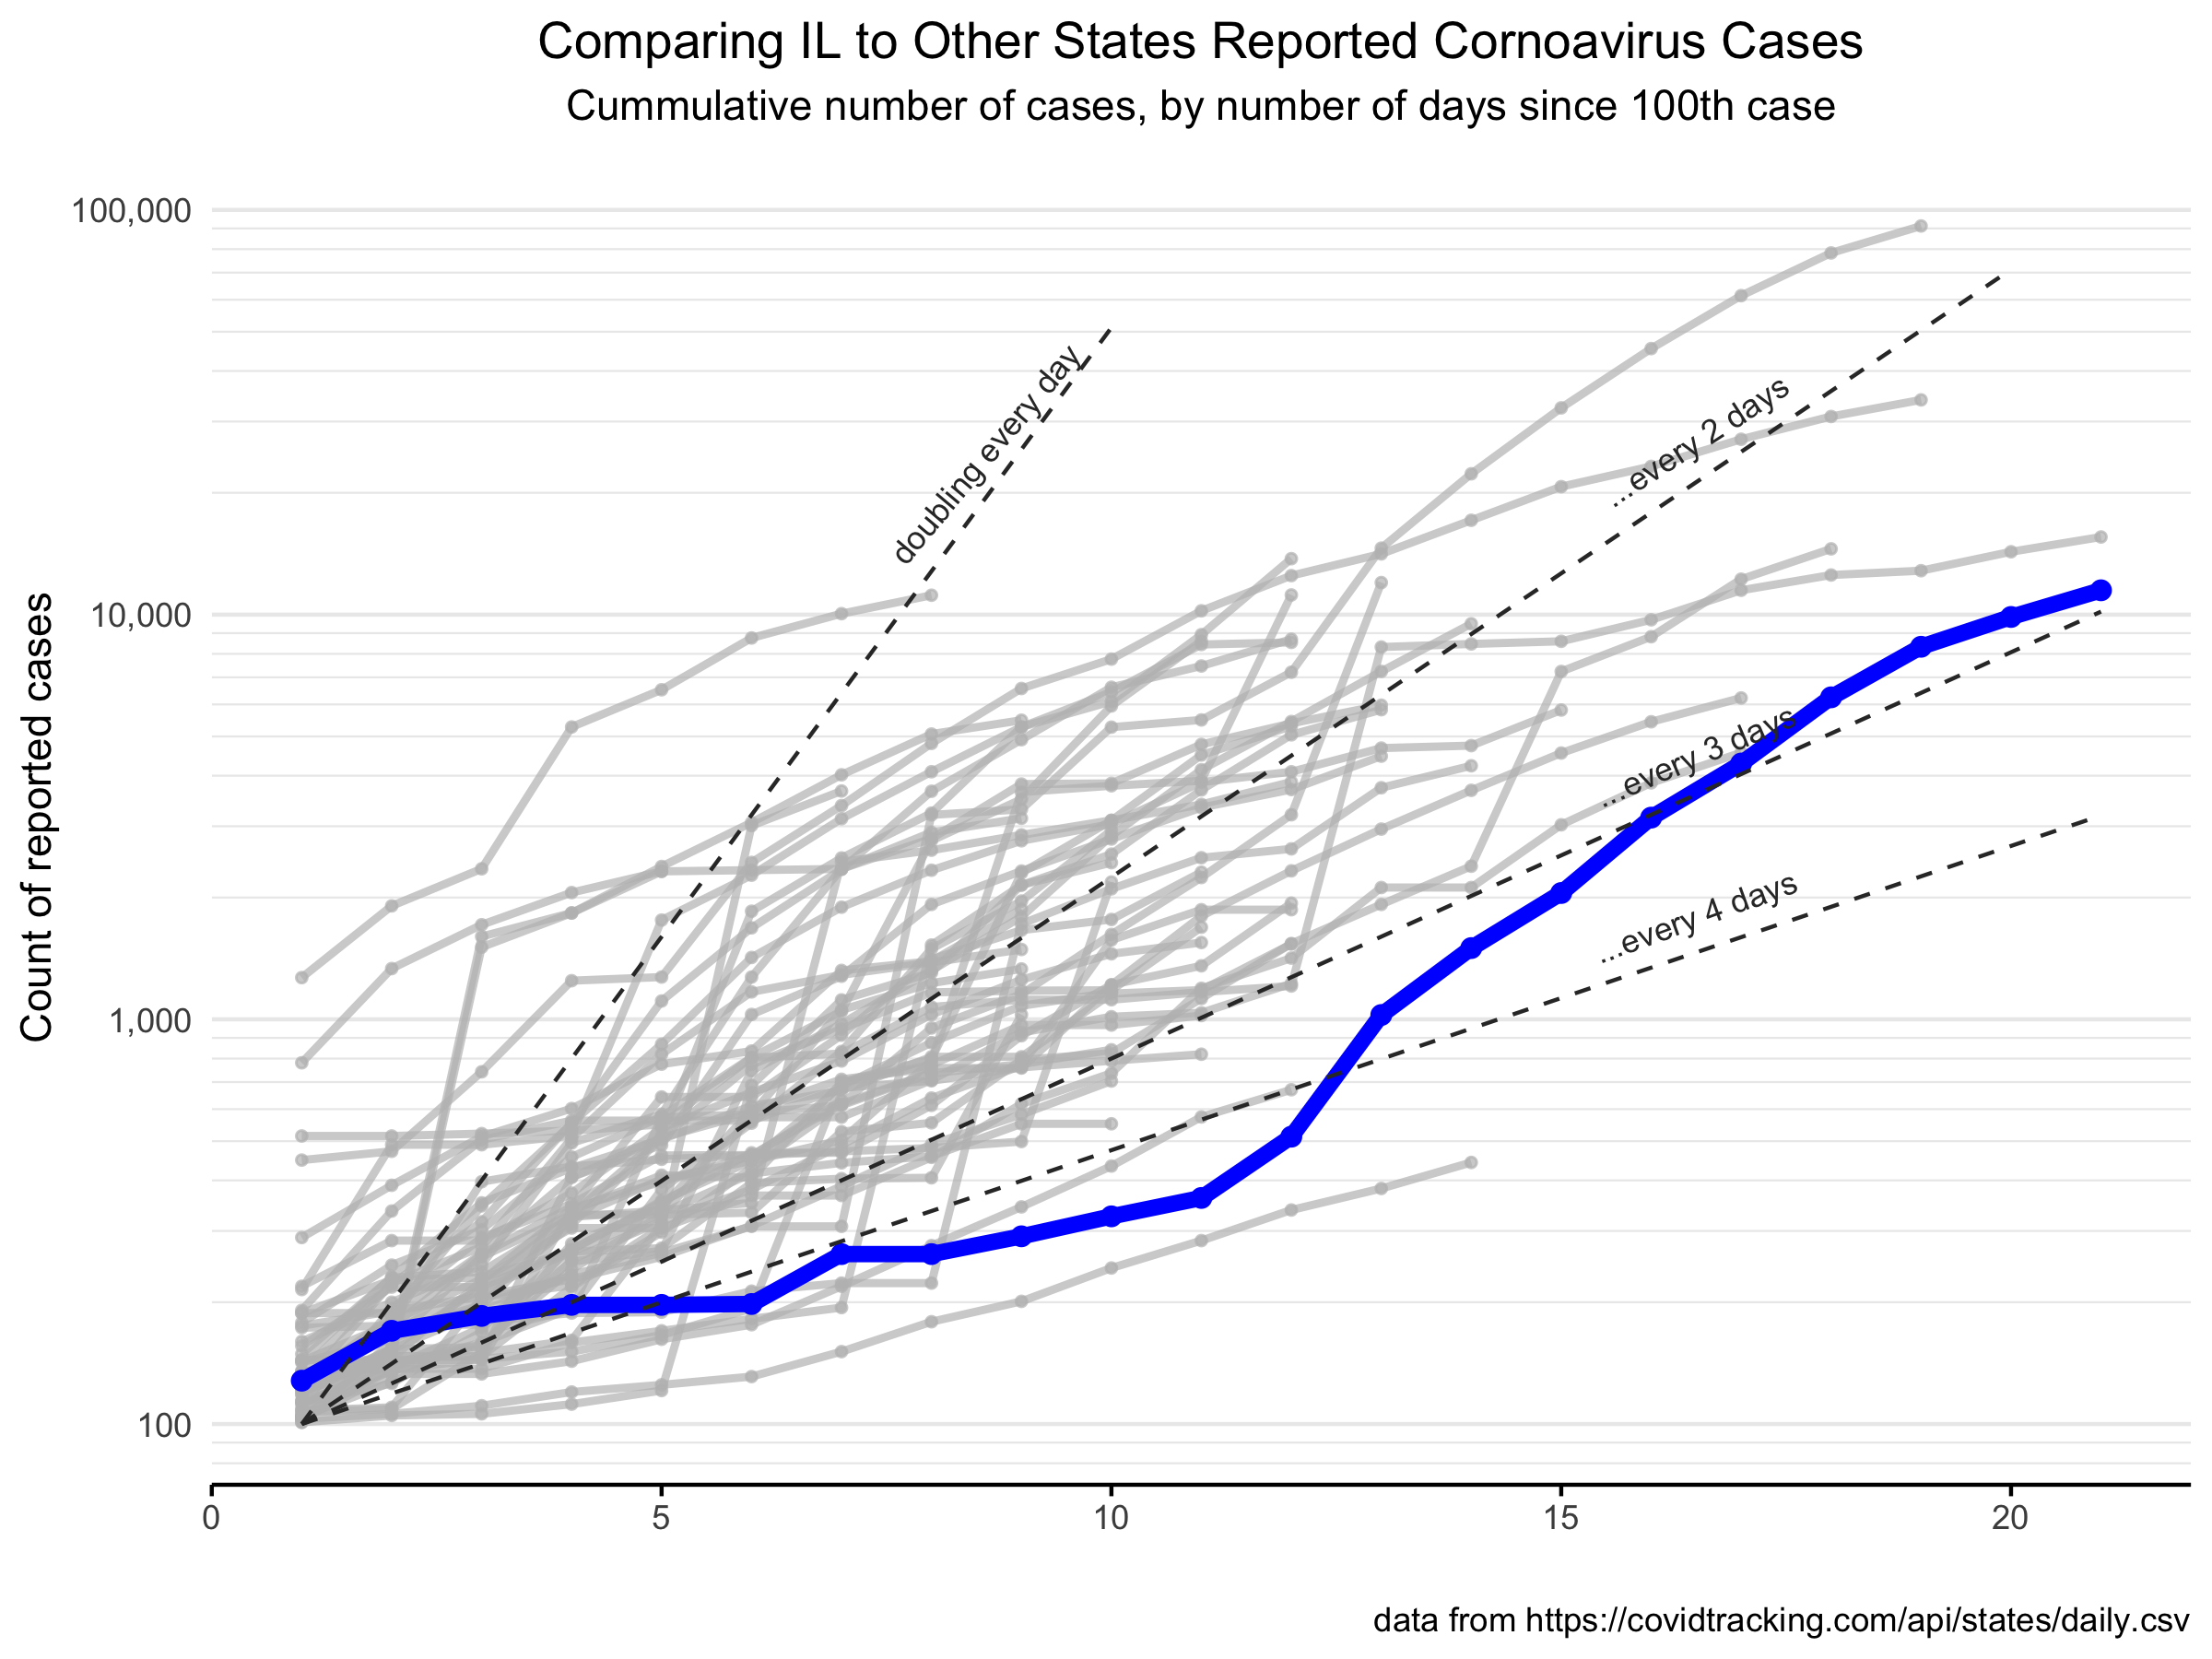 Comparing IL to Other States Reported Cornoavirus Cases
Cummulative number of cases, by number of days since 100th case
100,000
10,000
1,000
100
Count of reported cases
doubling every day
...every 2 days
...every 3 days
...every 4 days
0
5
10
15
20
data from https://covidtracking.com/api/states/daily.csv